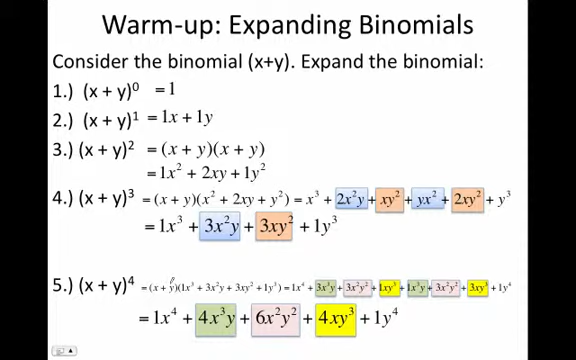 Warm-up: Expanding Binomials
Consider the binomial (x+y). Expand the binomial:
1.) (x + y)⁰ = 1
2.) (x + y)¹ = 1x + 1y
3.) (x + y)² = (x + y)(x + y)
= 1x² + 2xy + 1y²
4.) (x + y)³ = (x + y)(x² + 2xy + y²) = x³ + 2x²y + xy² + yx² + 2xy² + y³
= 1x³ + 3x²y + 3xy² + 1y³
5.) (x + y)⁴ = (x + y)(1x³ + 3x²y + 3xy² + 1y³) = 1x⁴ + 3x³y + 3x²y² + 1xy³ + 1x³y + 3x²y² + 3xy³ + 1y⁴
= 1x⁴ + 4x³y + 6x²y² + 4xy³ + 1y⁴